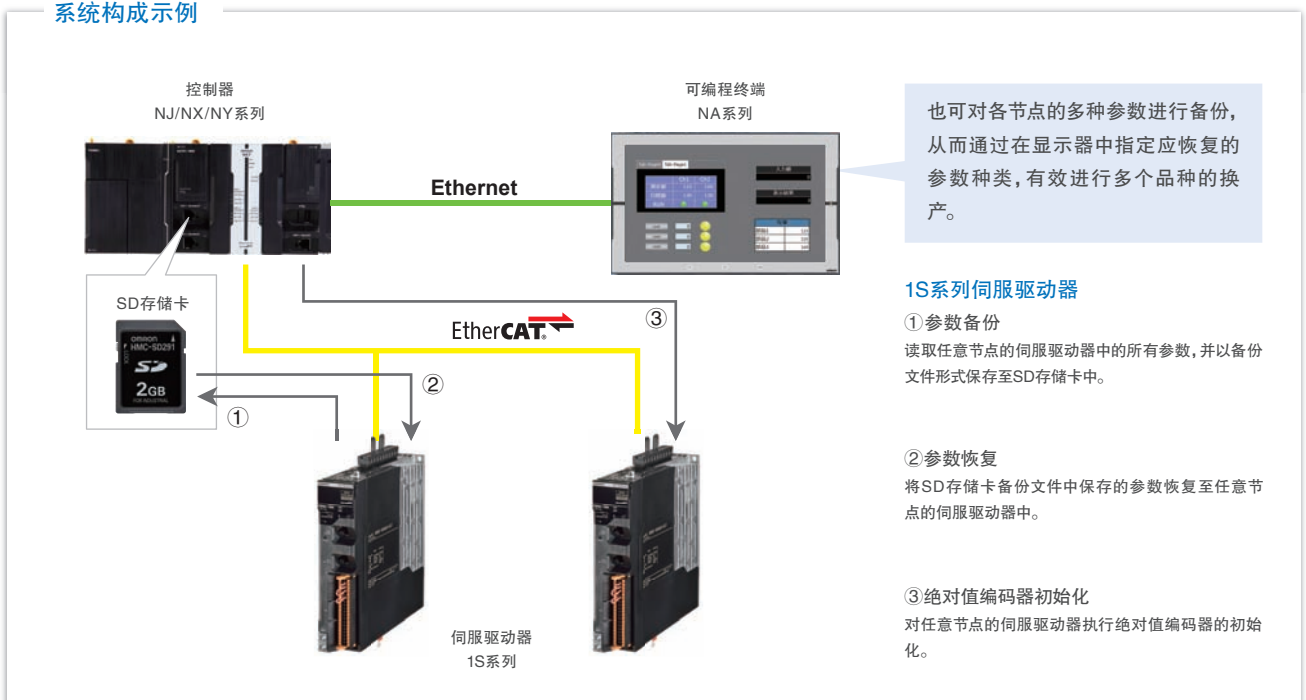 系统构成示例
控制器
NJ/NX/NY系列
可编程终端
NA系列
Ethernet
也可对各节点的多种参数进行备份,
从而通过在显示器中指定应恢复的
参数种类,有效进行多个品种的换
产。
SD存储卡
OMRON
HMC-SD291
2GB
FOR INDUSTRIAL
EtherCAT®
①
②
③
伺服驱动器
1S系列
1S系列伺服驱动器
①参数备份
读取任意节点的伺服驱动器中的所有参数,并以备份
文件形式保存至SD存储卡中。
②参数恢复
将SD存储卡备份文件中保存的参数恢复至任意节
点的伺服驱动器中。
③绝对值编码器初始化
对任意节点的伺服驱动器执行绝对值编码器的初始
化。